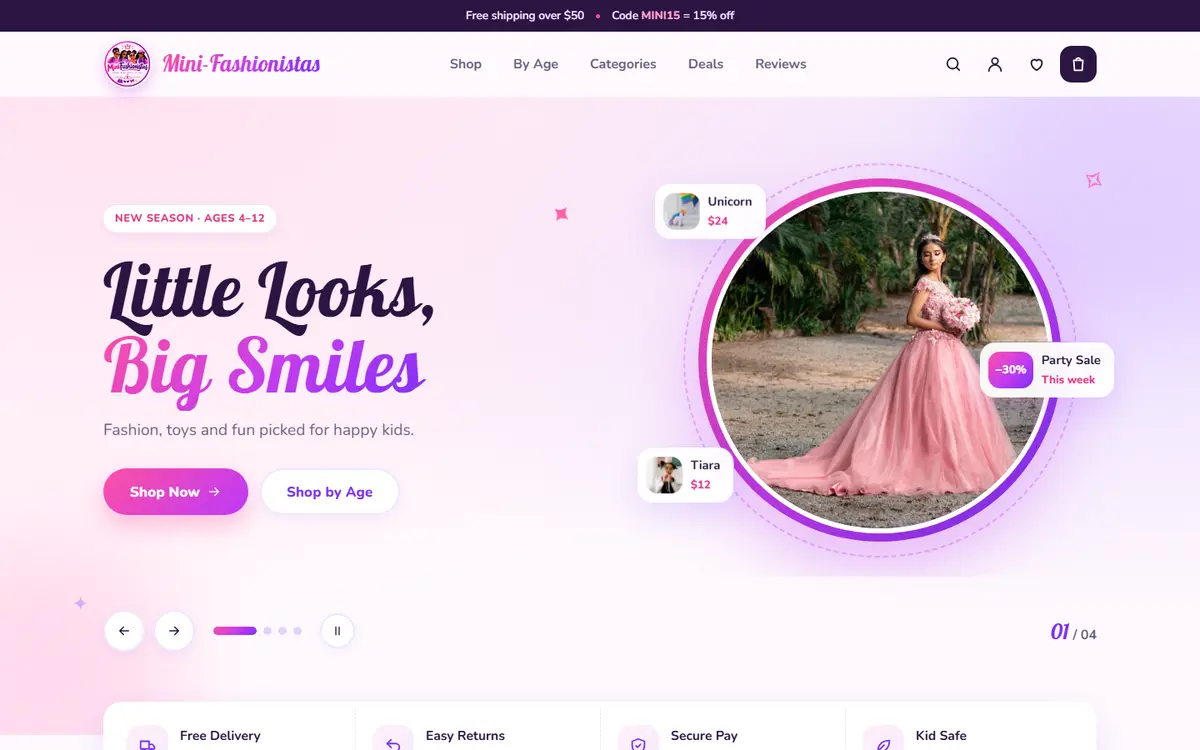 Free shipping over $50 • Code MINI15 = 15% off
Mini-Fashionistas
Shop
By Age
Categories
Deals
Reviews
NEW SEASON · AGES 4–12
Little Looks,
Big Smiles
Fashion, toys and fun picked for happy kids.
Shop Now →
Shop by Age
Unicorn
$24
–30%
Party Sale
This week
Tiara
$12
01 / 04
Free Delivery
Easy Returns
Secure Pay
Kid Safe